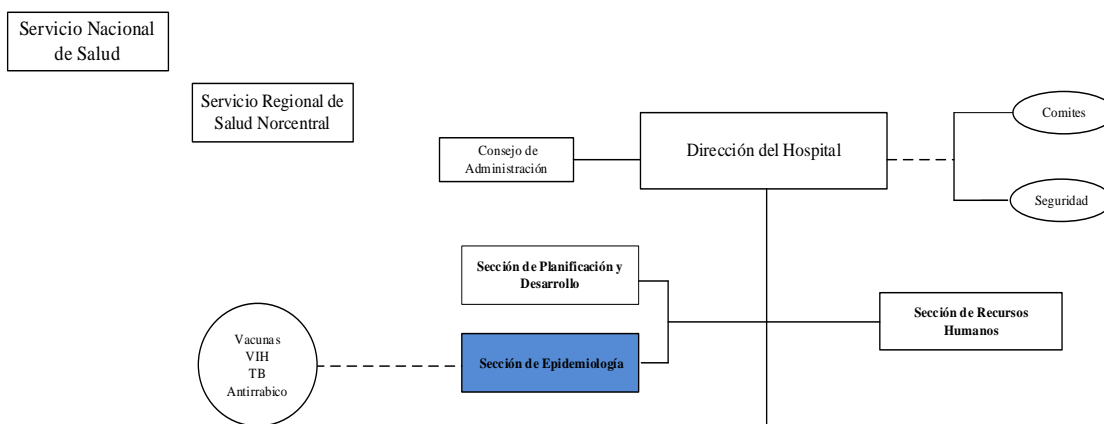 Servicio Nacional
de Salud
Servicio Regional de
Salud Norcentral
Consejo de
Administración
Dirección del Hospital
Comites
Seguridad
Sección de Planificación y
Desarrollo
Sección de Recursos
Humanos
Vacunas
VIH
TB
Antirrabico
Sección de Epidemiología